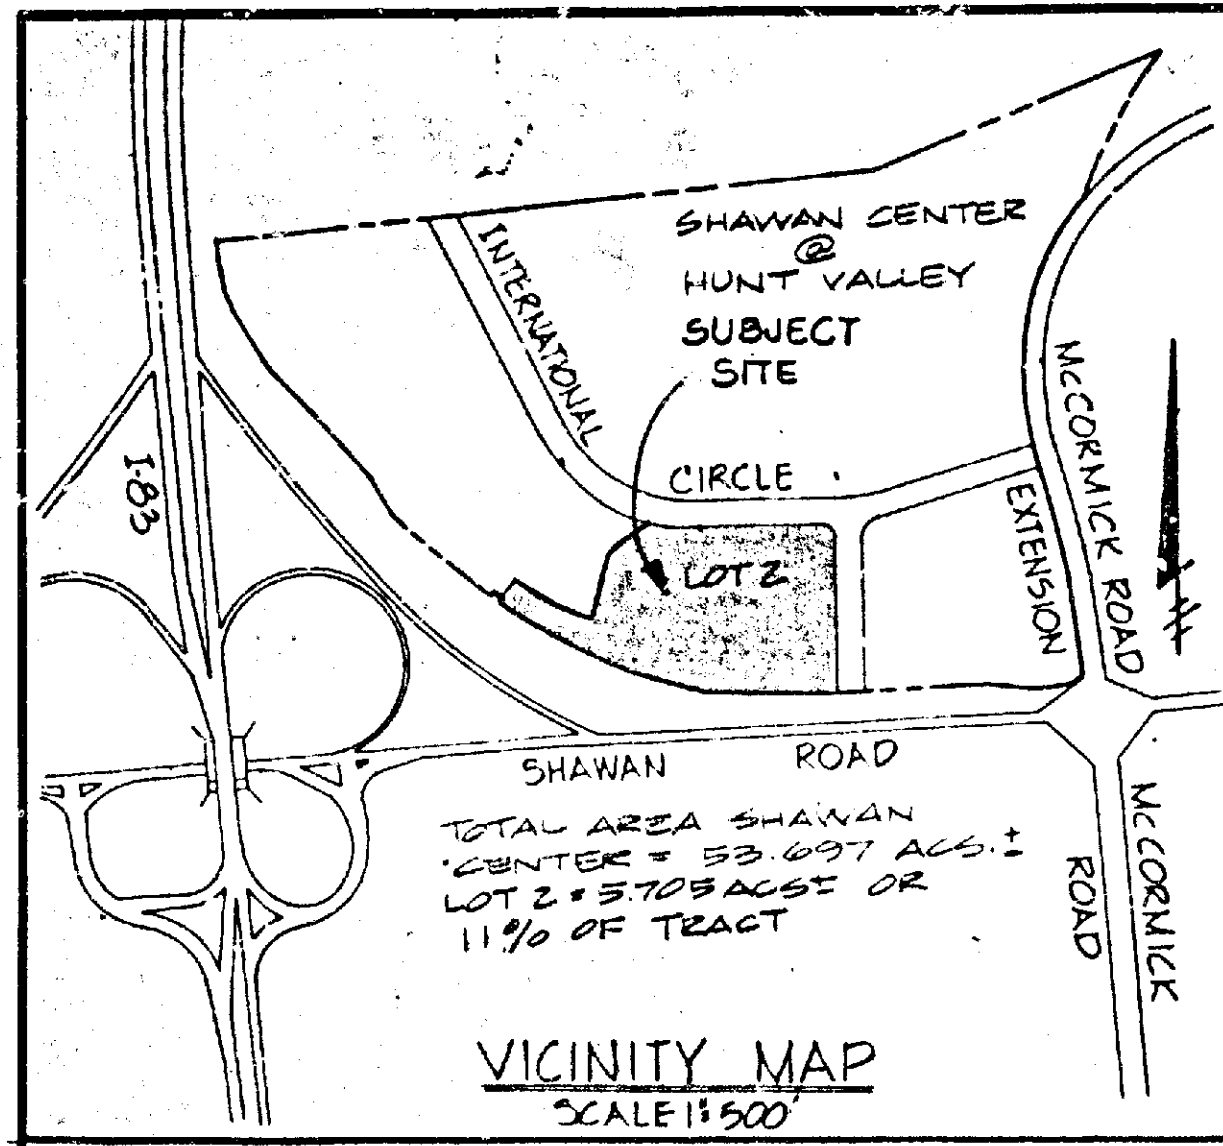 SHAWAN CENTER
@
HUNT VALLEY
SUBJECT
SITE
INTERNATIONAL
CIRCLE
McCORMICK ROAD
EXTENSION
I-83
LOT 2
N
SHAWAN ROAD
TOTAL AREA SHAWAN
CENTER = 53.697 ACS.±
LOT 2 = 5.705 ACS± OR
11% OF TRACT
McCORMICK
ROAD
VICINITY MAP
SCALE 1"=500'